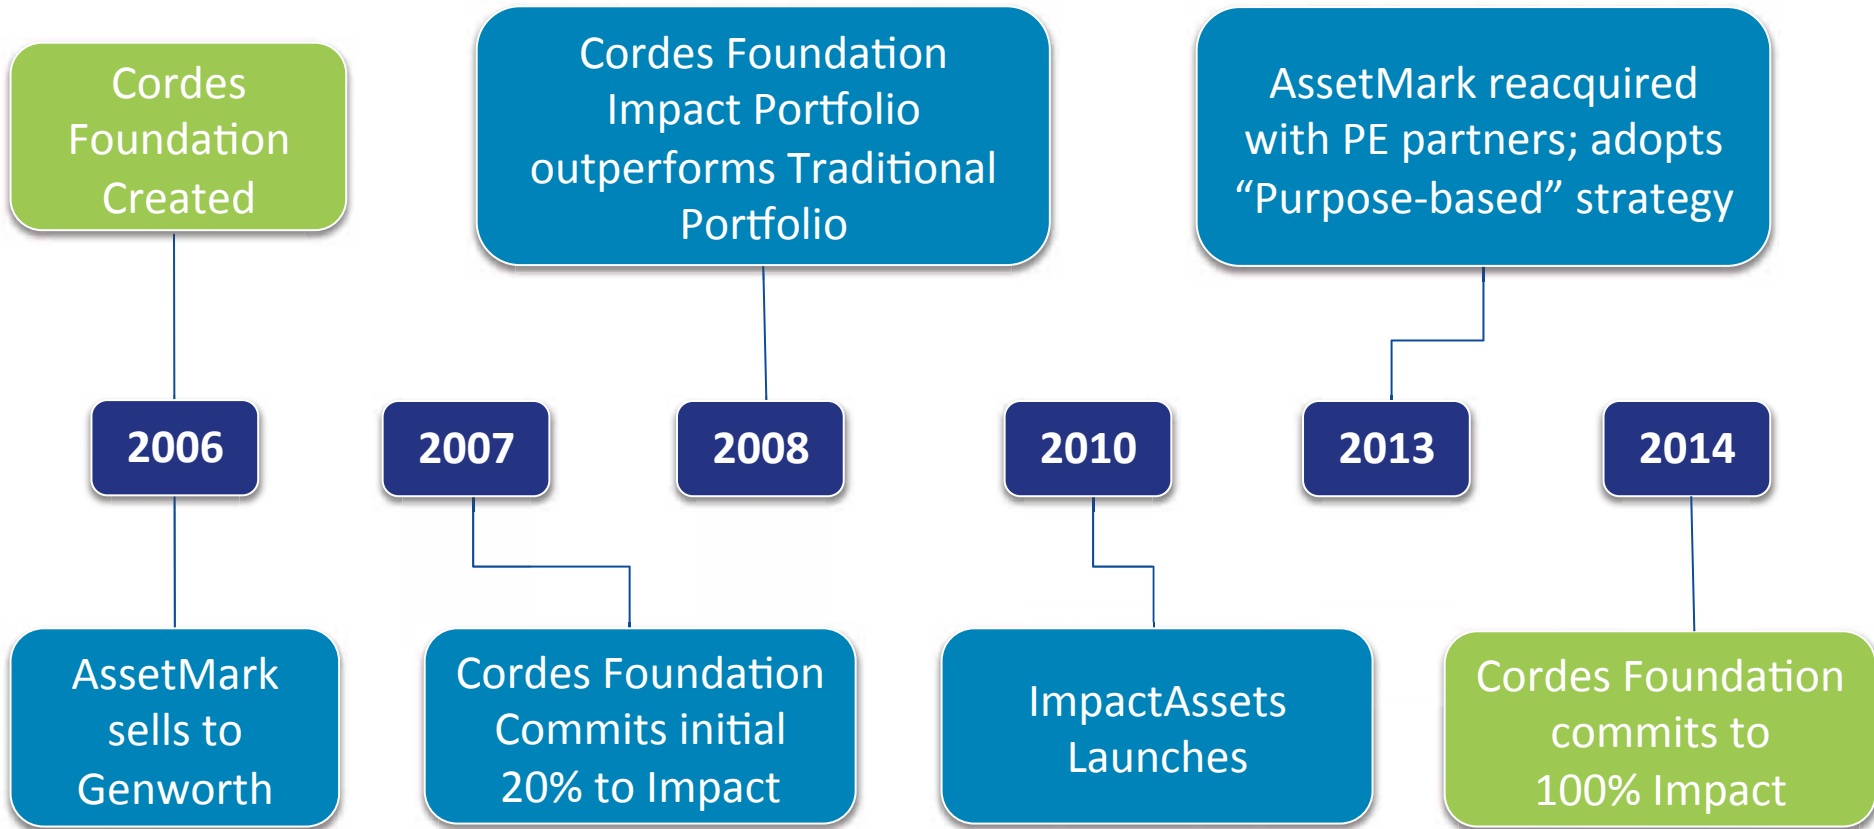 Cordes
Foundation
Created
Cordes Foundation
Impact Portfolio
outperforms Traditional
Portfolio
AssetMark reacquired
with PE partners; adopts
“Purpose-based” strategy
2006
2007
2008
2010
2013
2014
AssetMark
sells to
Genworth
Cordes Foundation
Commits initial
20% to Impact
ImpactAssets
Launches
Cordes Foundation
commits to
100% Impact